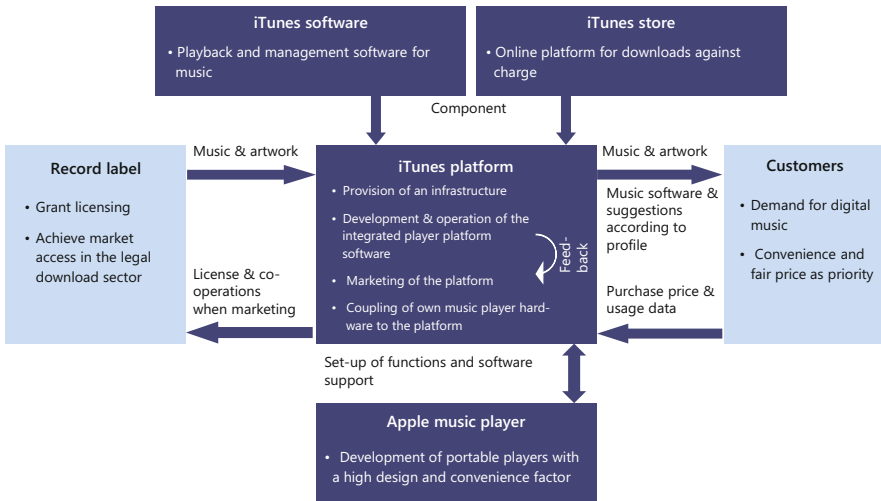 iTunes software
• Playback and management software for
music
iTunes store
• Online platform for downloads against
charge
Component
Record label
• Grant licensing
• Achieve market
access in the legal
download sector
Music & artwork
License & co-
operations
when marketing
iTunes platform
• Provision of an infrastructure
• Development & operation of the
integrated player platform
software
• Marketing of the platform
• Coupling of own music player hard-
ware to the platform
Feed-
back
Music & artwork
Music software &
suggestions
according to
profile
Purchase price &
usage data
Customers
• Demand for digital
music
• Convenience and
fair price as priority
Set-up of functions and software
support
Apple music player
• Development of portable players with
a high design and convenience factor